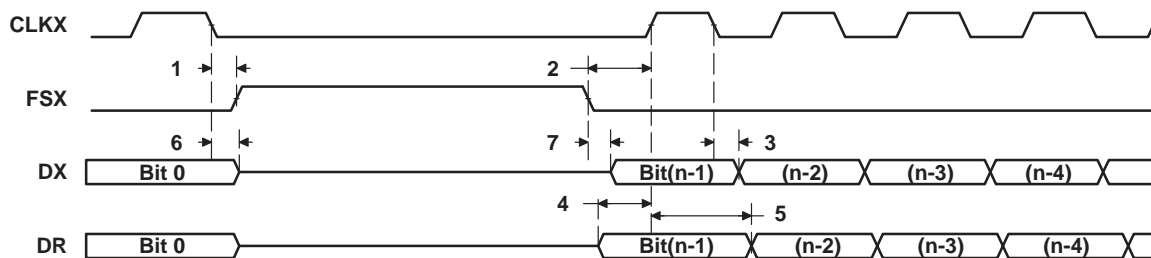 CLKX
1 2
FSX
6 7 3
DX Bit 0 Bit(n-1) (n-2) (n-3) (n-4)
4 5
DR Bit 0 Bit(n-1) (n-2) (n-3) (n-4)